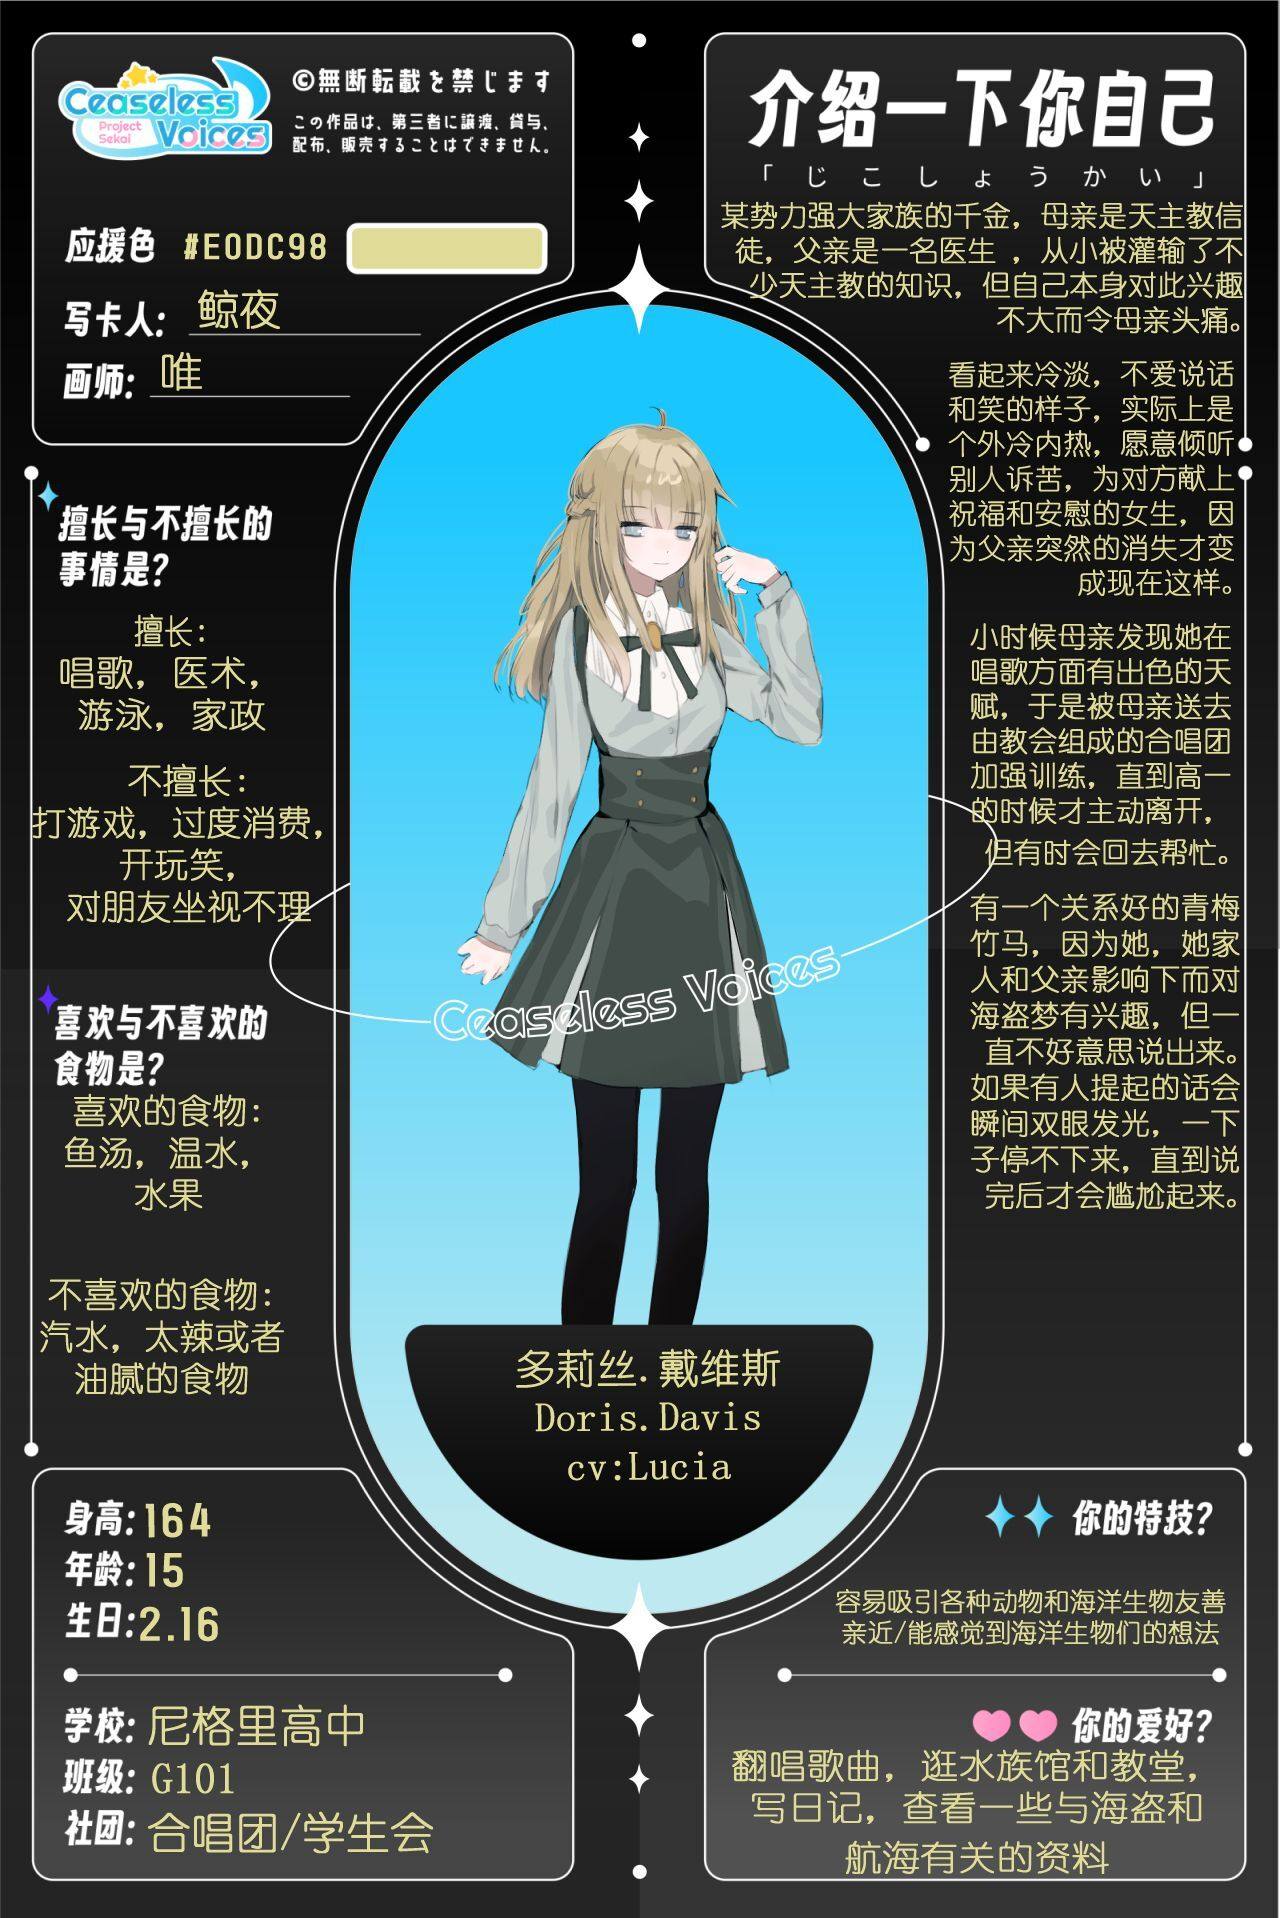 Ceaseless
Project
Sekai
Voices
©無断転載を禁じます
この作品は、第三者に譲渡、貸与、
配布、販売することはできません。
应援色 #E0DC98
写卡人: 鲸夜
画师: 唯
介绍一下你自己
「じこしょうかい」
某势力强大家族的千金，母亲是天主教信
徒，父亲是一名医生 ，从小被灌输了不
少天主教的知识，但自己本身对此兴趣
不大而令母亲头痛。
看起来冷淡，不爱说话
和笑的样子，实际上是
个外冷内热，愿意倾听
别人诉苦，为对方献上
祝福和安慰的女生，因
为父亲突然的消失才变
成现在这样。
小时候母亲发现她在
唱歌方面有出色的天
赋，于是被母亲送去
由教会组成的合唱团
加强训练，直到高一
的时候才主动离开，
但有时会回去帮忙。
有一个关系好的青梅
竹马，因为她，她家
人和父亲影响下而对
海盗梦有兴趣，但一
直不好意思说出来。
如果有人提起的话会
瞬间双眼发光，一下
子停不下来，直到说
完后才会尴尬起来。
擅长与不擅长的
事情是?
擅长:
唱歌，医术，
游泳，家政
不擅长:
打游戏，过度消费，
开玩笑，
对朋友坐视不理
喜欢与不喜欢的
食物是?
喜欢的食物:
鱼汤，温水，
水果
不喜欢的食物:
汽水，太辣或者
油腻的食物
Ceaseless Voices
多莉丝.戴维斯
Doris.Davis
cv:Lucia
身高:164
年龄:15
生日:2.16
学校: 尼格里高中
班级: G101
社团: 合唱团/学生会
你的特技?
容易吸引各种动物和海洋生物友善
亲近/能感觉到海洋生物们的想法
你的爱好?
翻唱歌曲，逛水族馆和教堂，
写日记，查看一些与海盗和
航海有关的资料